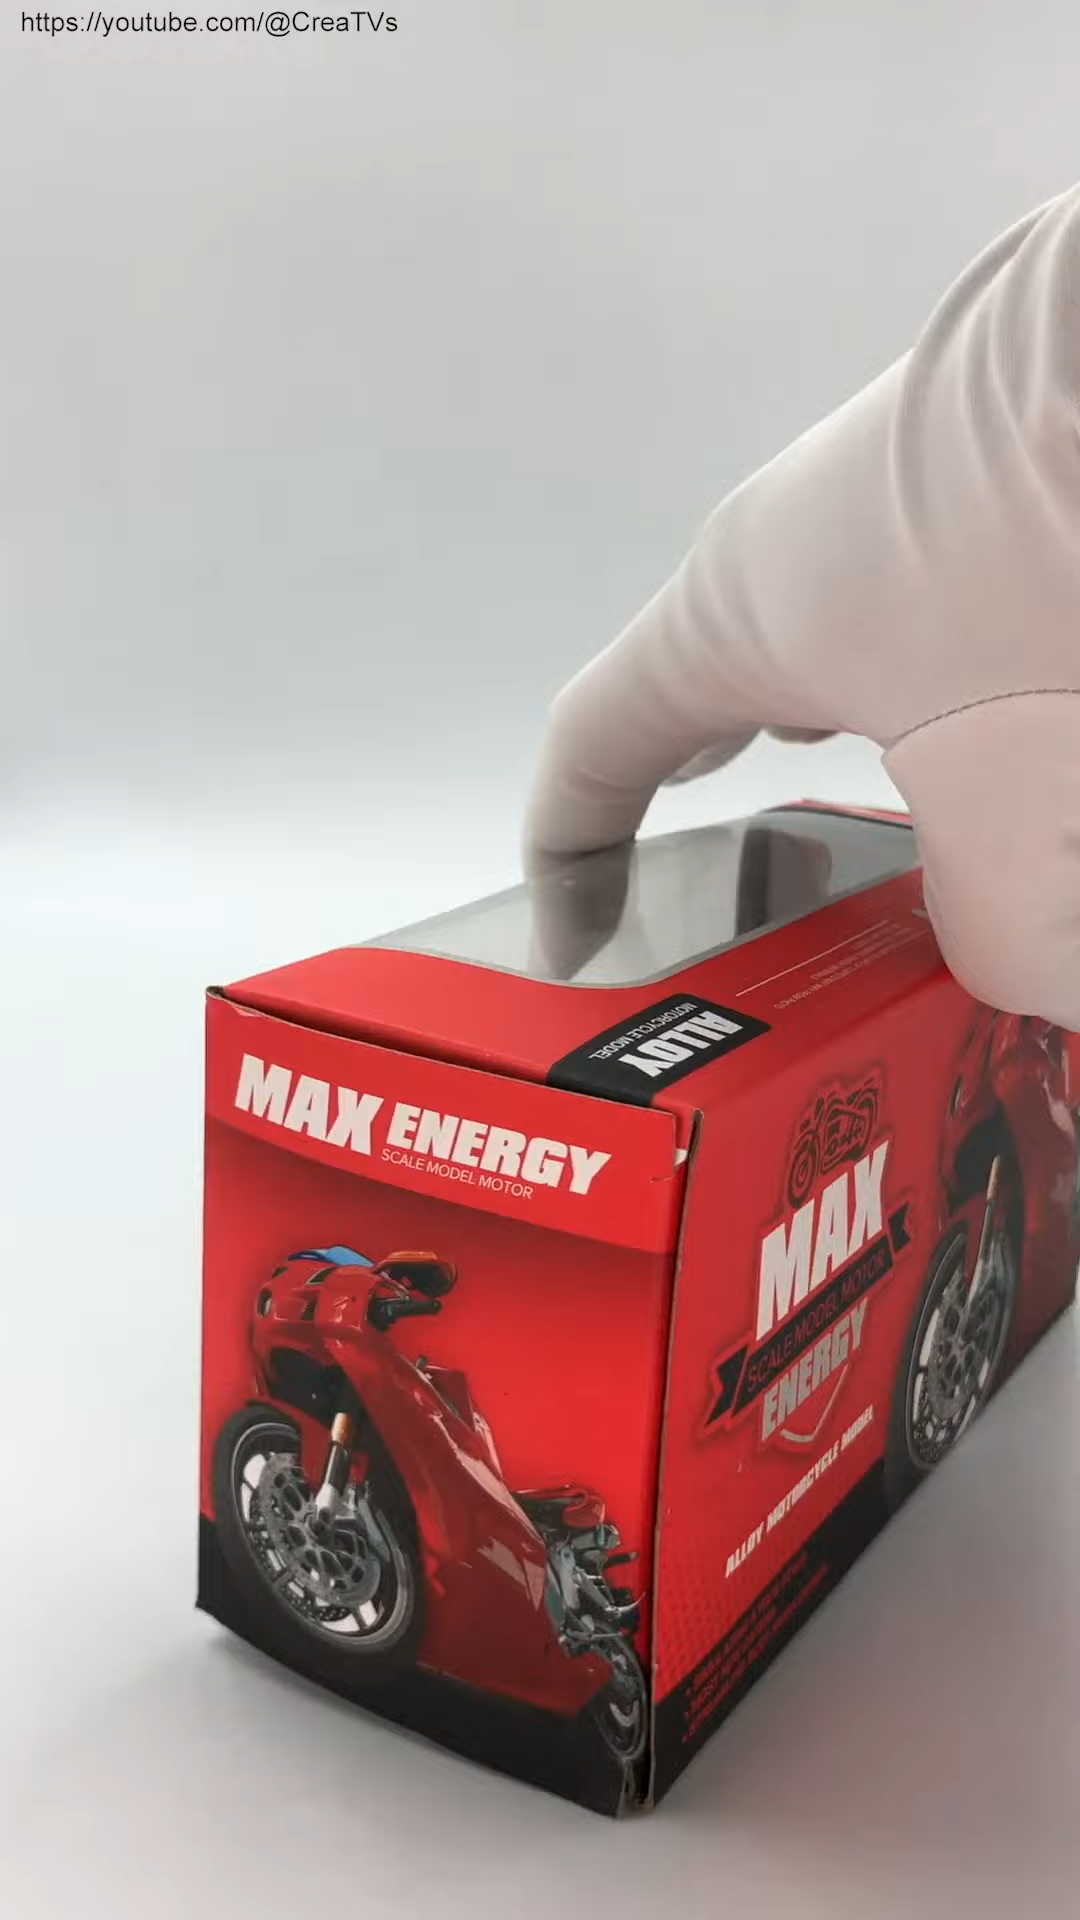 https://youtube.com/@CreaTVs
ALLOY
MOTORCYCLE MODEL
MAX ENERGY
SCALE MODEL MOTOR
MAX
SCALE MODEL MOTOR
ENERGY
ALLOY MOTORCYCLE MODEL